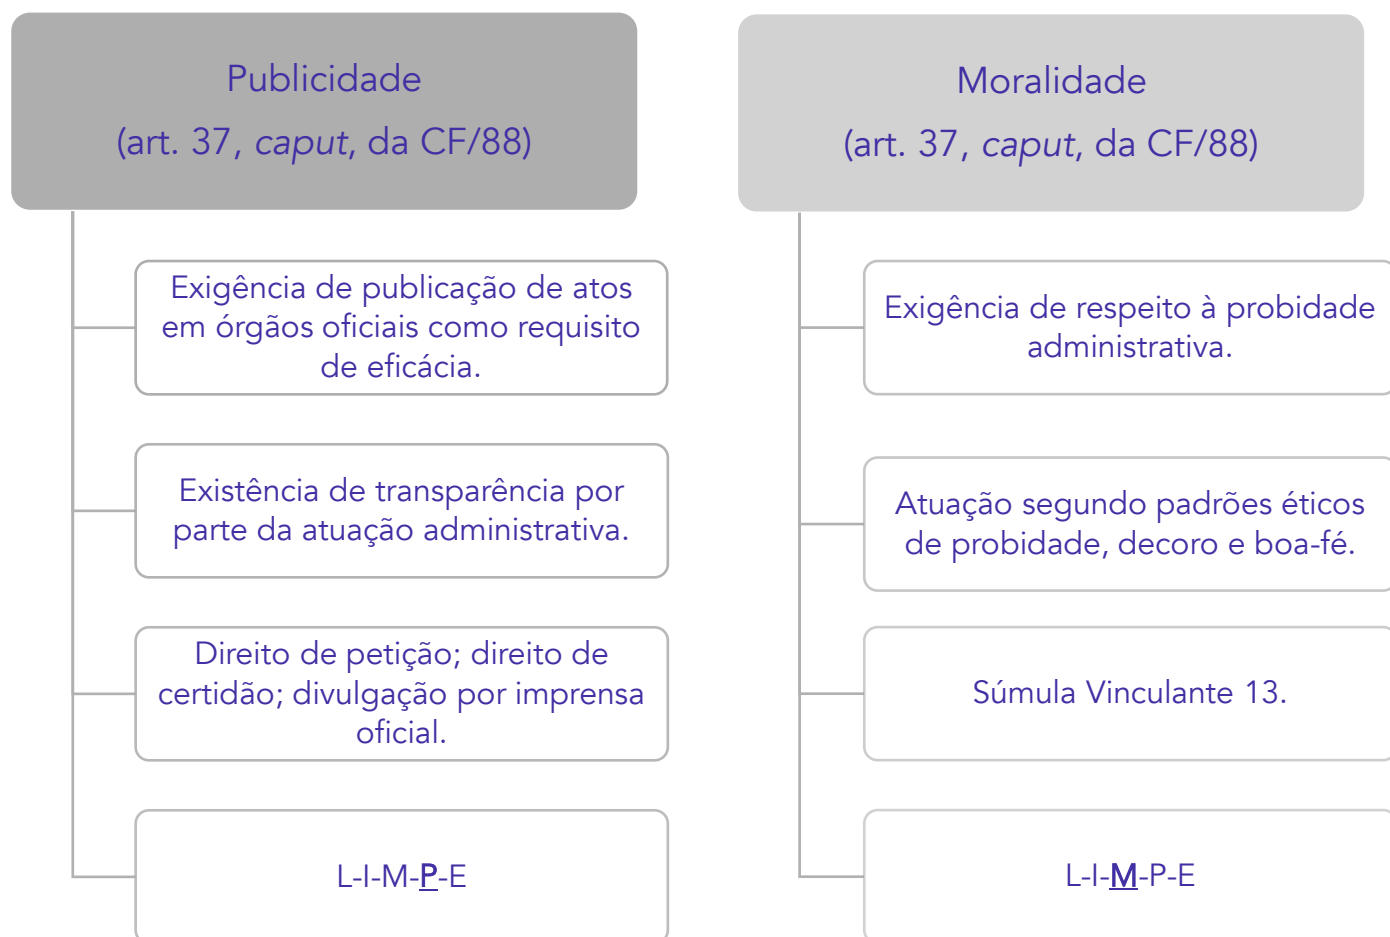 Publicidade
(art. 37, caput, da CF/88)
Exigência de publicação de atos
em órgãos oficiais como requisito
de eficácia.
Existência de transparência por
parte da atuação administrativa.
Direito de petição; direito de
certidão; divulgação por imprensa
oficial.
L-I-M-P-E
Moralidade
(art. 37, caput, da CF/88)
Exigência de respeito à probidade
administrativa.
Atuação segundo padrões éticos
de probidade, decoro e boa-fé.
Súmula Vinculante 13.
L-I-M-P-E